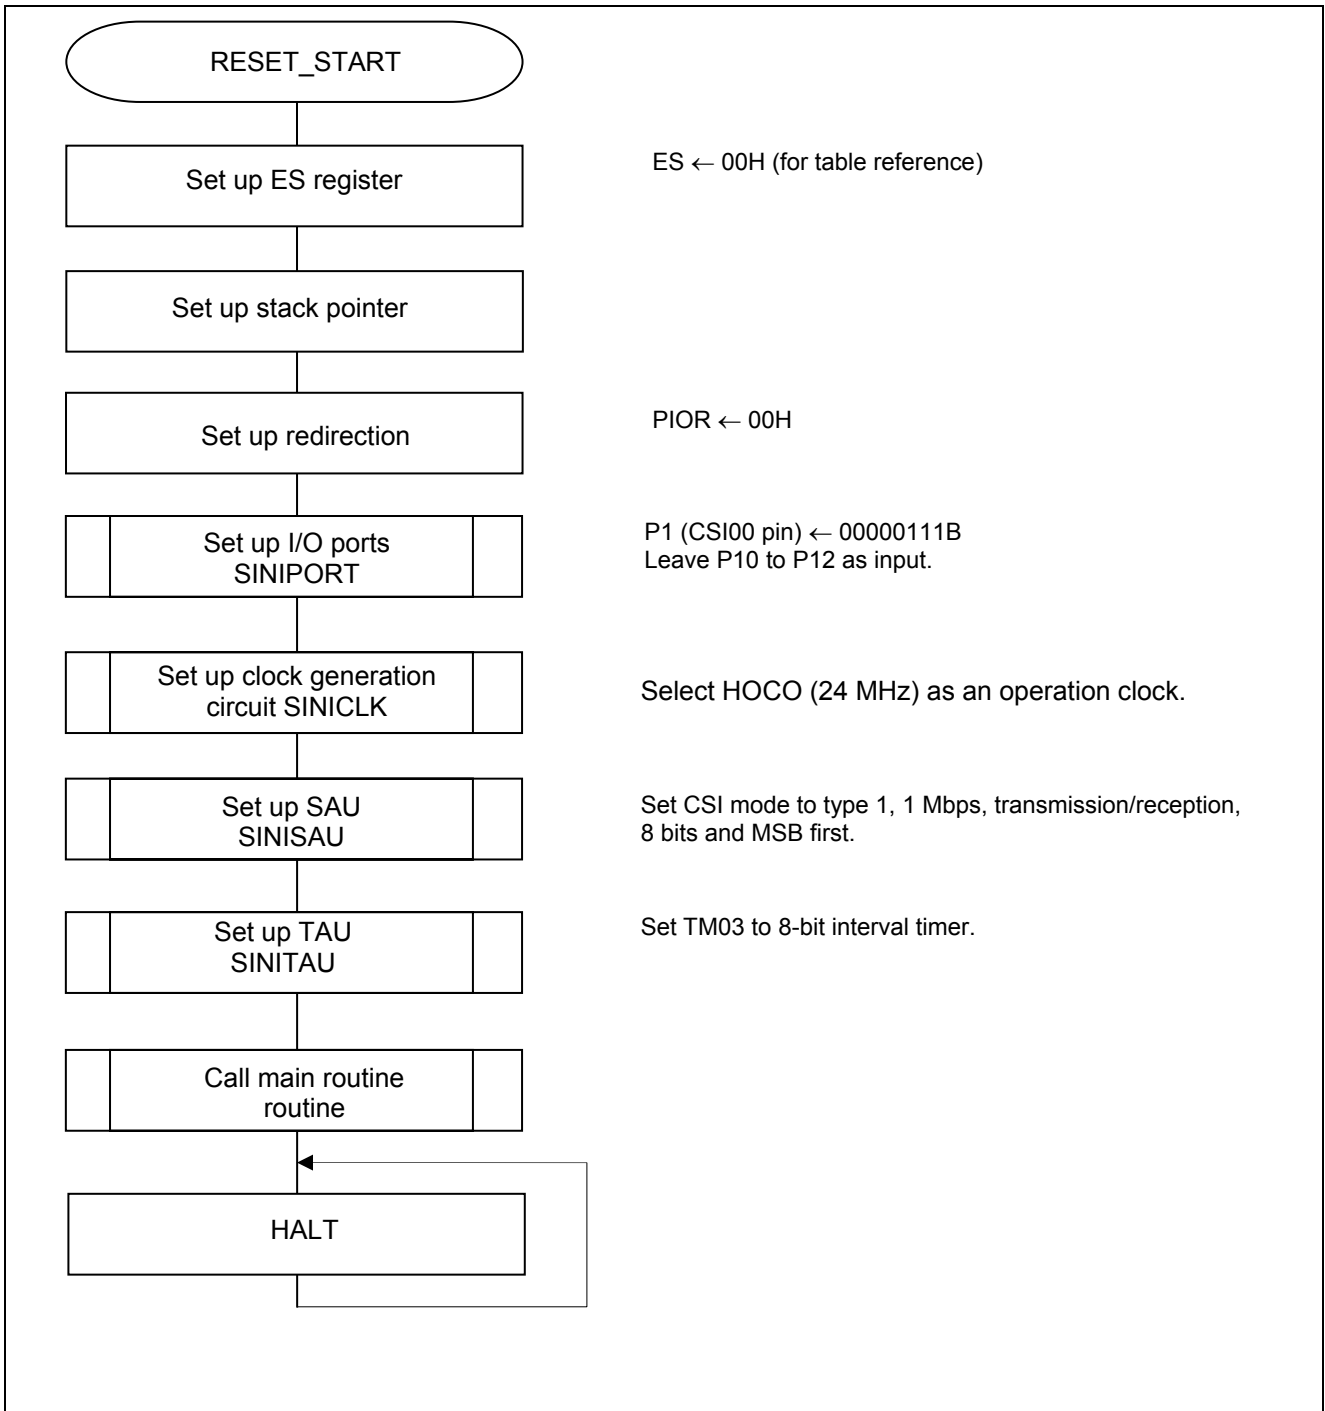 RESET_START
Set up ES register
ES ← 00H (for table reference)
Set up stack pointer
Set up redirection
PIOR ← 00H
Set up I/O ports
SINIPORT
P1 (CSI00 pin) ← 00000111B
Leave P10 to P12 as input.
Set up clock generation
circuit SINICLK
Select HOCO (24 MHz) as an operation clock.
Set up SAU
SINISAU
Set CSI mode to type 1, 1 Mbps, transmission/reception,
8 bits and MSB first.
Set up TAU
SINITAU
Set TM03 to 8-bit interval timer.
Call main routine
routine
HALT